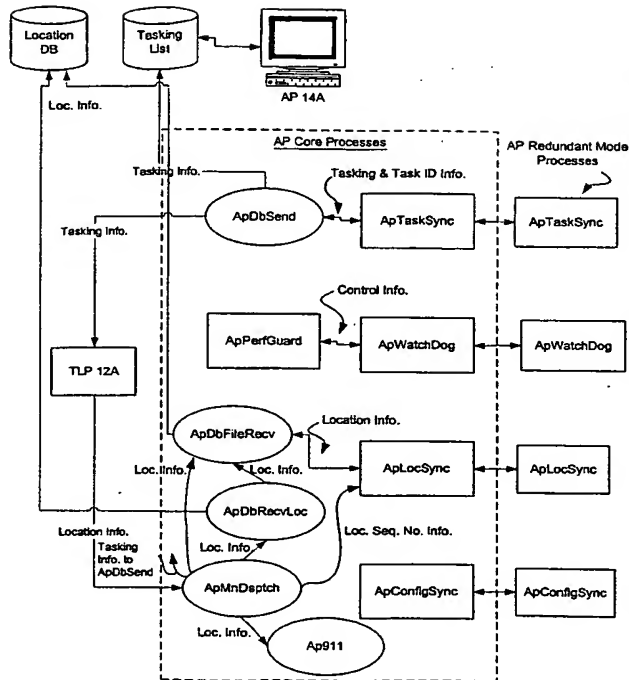 Location
DB
Tasking
List
AP 14A
Loc. Info.
AP Core Processes
AP Redundant Mode
Processes
Tasking Info.
Tasking & Task ID Info.
ApDbSend
ApTaskSync
ApTaskSync
Tasking Info.
Control Info.
ApPerfGuard
ApWatchDog
ApWatchDog
TLP 12A
Location Info.
ApDbFileRecv
Loc. Info.
Loc. Info.
ApLocSync
ApLocSync
ApDbRecvLoc
Location Info.
Loc. Info.
Loc. Seq. No. Info.
Tasking
Info. to
ApDbSend
ApMnDsptch
ApConfigSync
ApConfigSync
Loc. Info.
Ap911